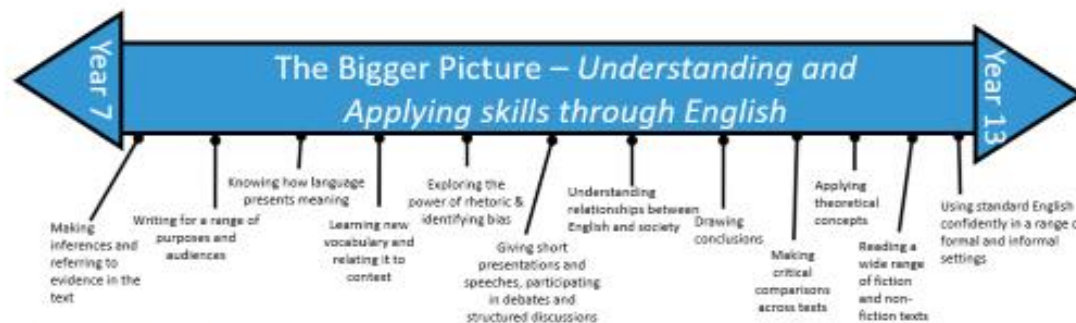 Year 7
The Bigger Picture – Understanding and
Applying skills through English
Year 13
Making
inferences and
referring to
evidence in the
text
Writing for a range of
purposes and
audiences
Knowing how language
presents meaning
Learning new
vocabulary and
relating it to
context
Exploring the
power of rhetoric &
identifying bias
Giving short
presentations and
speeches, participating
in debates and
structured discussions
Understanding
relationships between
English and society
Drawing
conclusions
Making
critical
comparisons
across texts
Applying
theoretical
concepts
Reading a
wide range
of fiction
and non-
fiction texts
Using standard English
confidently in a range o
formal and informal
settings